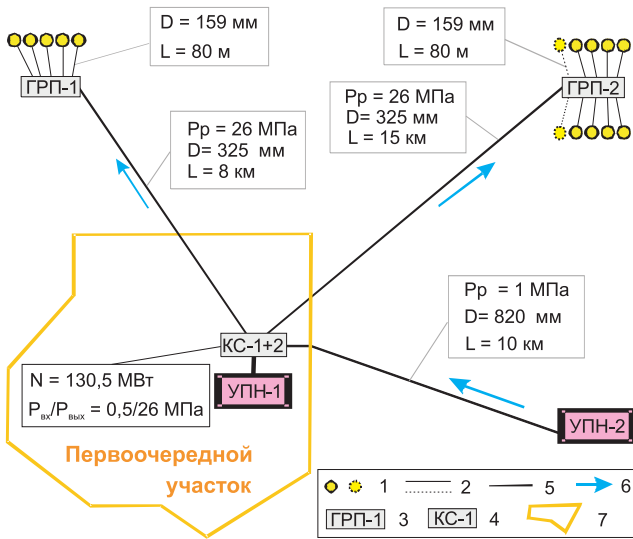 D = 159 мм
L = 80 м
D = 159 мм
L = 80 м
ГРП-1
ГРП-2
Рр = 26 МПа
D= 325 мм
L = 8 км
Рр = 26 МПа
D= 325 мм
L = 15 км
Рр = 1 МПа
D= 820 мм
L = 10 км
КС-1+2
N = 130,5 МВт
Рвх/Рвых = 0,5/26 МПа
УПН-1
УПН-2
Первоочередной
участок
1 2 5 6
ГРП-1 3 КС-1 4 7